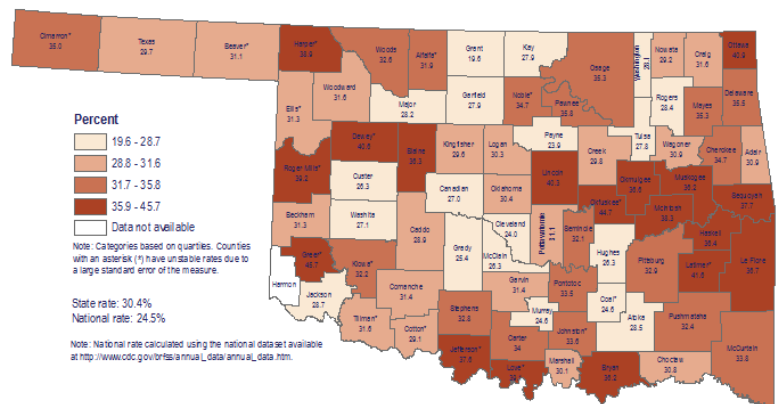 Cimarron*
35.0
Texas
29.7
Beaver*
31.1
Harper*
38.9
Woods
32.6
Alfalfa*
31.9
Grant
19.6
Kay
27.9
Osage
35.3
Washington
28.1
Nowata
29.2
Craig
31.6
Ottawa
40.9
Ellis*
31.3
Woodward
31.6
Major
28.2
Garfield
27.9
Noble*
34.7
Pawnee
35.8
Rogers
28.4
Mayes
35.3
Delaware
35.5
Percent
19.6 - 28.7
28.8 - 31.6
31.7 - 35.8
35.9 - 45.7
Data not available
Note: Categories based on quartiles. Counties
with an asterisk (*) have unstable rates due to
a large standard error of the measure.
State rate: 30.4%
National rate: 24.5%
Note: National rate calculated using the national dataset available
at http://www.cdc.gov/brfss/annual_data/annual_data.htm.
Dewey*
40.6
Blaine
36.3
Kingfisher
29.6
Logan
30.3
Payne
23.9
Creek
29.8
Tulsa
27.8
Wagoner
30.9
Cherokee
34.7
Adair
30.9
Roger Mills*
39.2
Custer
26.3
Canadian
27.0
Oklahoma
30.4
Lincoln
40.3
Okmulgee
36.6
Muskogee
36.2
Sequoyah
37.7
Okfuskee*
44.7
McIntosh
38.3
Beckham
31.3
Washita
27.1
Caddo
28.9
Grady
25.4
Cleveland
24.0
McClain
26.3
Pottawatomie
31.1
Seminole
32.1
Hughes
26.3
Haskell
36.4
Pittsburg
32.9
Latimer*
Le Flore
36.7
Greer*
45.7
Kiowa*
32.2
Harmon
Jackson
28.7
Comanche
31.4
Garvin
31.4
Pontotoc
33.5
Coal*
24.6
Tillman*
31.6
Cotton*
29.1
Stephens
32.8
Murray
24.6
Carter
34
Johnston*
33.6
Atoka
28.5
Pushmataha
32.4
McCurtain
33.8
Jefferson*
37.6
Love*
Marshall
30.1
Bryan
36.2
Choctaw
30.8